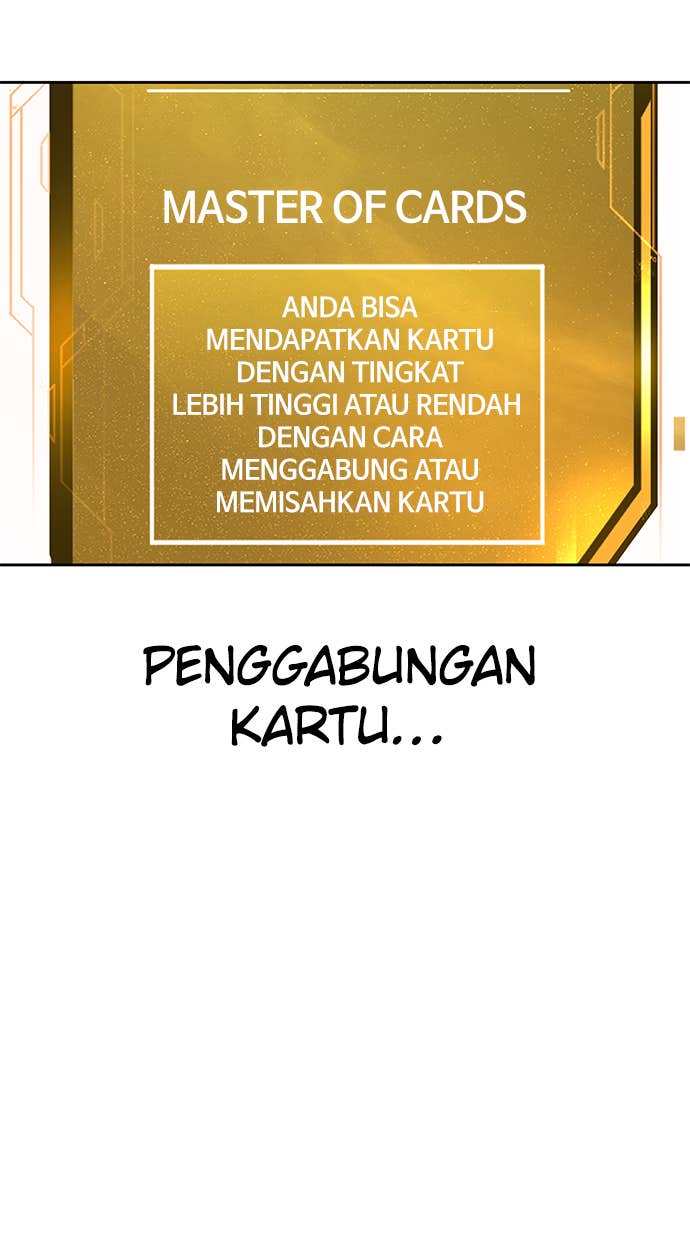 MASTER OF CARDS
ANDA BISA
MENDAPATKAN KARTU
DENGAN TINGKAT
LEBIH TINGGI ATAU RENDAH
DENGAN CARA
MENGGABUNG ATAU
MEMISAHKAN KARTU
PENGGABUNGAN
KARTU...